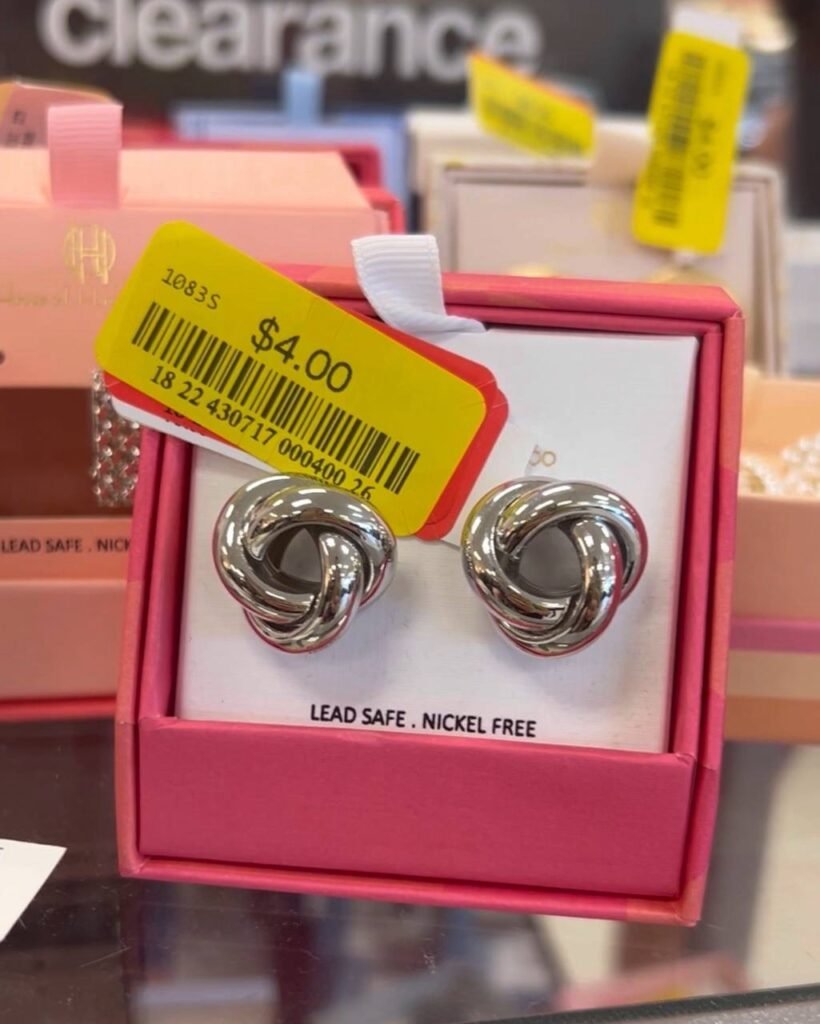 clearance
1083S
$4.00
18 22 430717 000400 26
LEAD SAFE . NICKEL FREE
LEAD SAFE . NICK